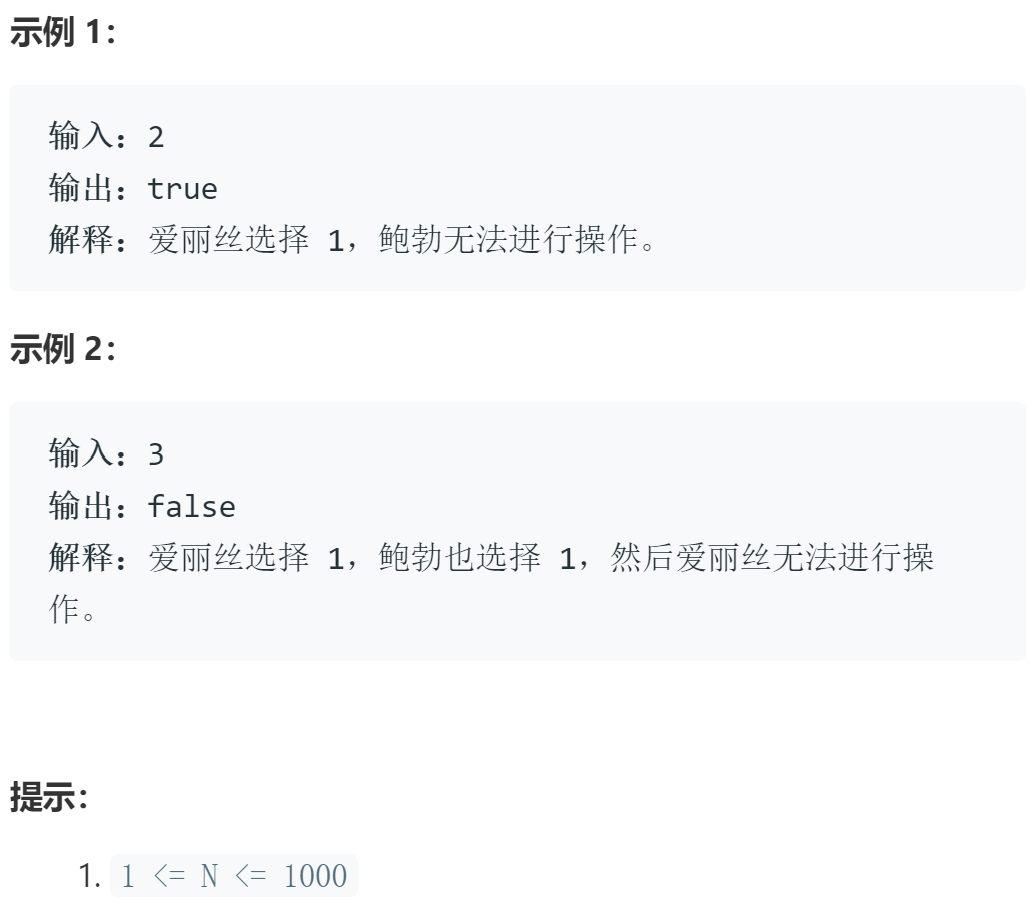 示例 1：
输入：2
输出：true
解释：爱丽丝选择 1，鲍勃无法进行操作。
示例 2：
输入：3
输出：false
解释：爱丽丝选择 1，鲍勃也选择 1，然后爱丽丝无法进行操
作。
提示：
1. 1 <= N <= 1000